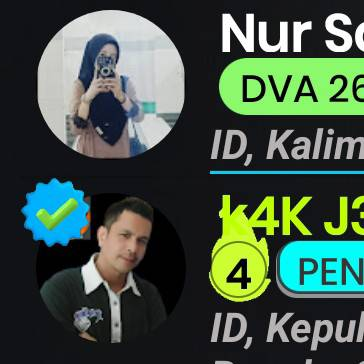 Nur S
DVA 26
ID, Kalim
k4K J3
4 PEN
ID, Kepul